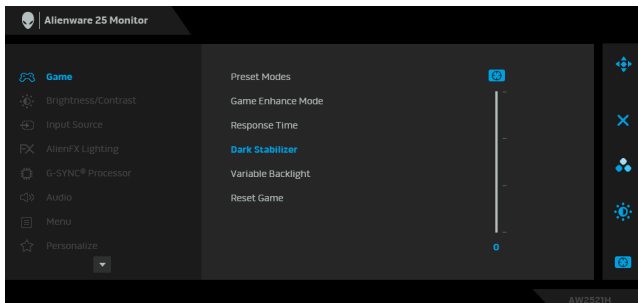 Alienware 25 Monitor
Game
Brightness/Contrast
Input Source
AlienFX Lighting
G-SYNC® Processor
Audio
Menu
Personalize
Preset Modes
Game Enhance Mode
Response Time
Dark Stabilizer
Variable Backlight
Reset Game
0
AW2521H